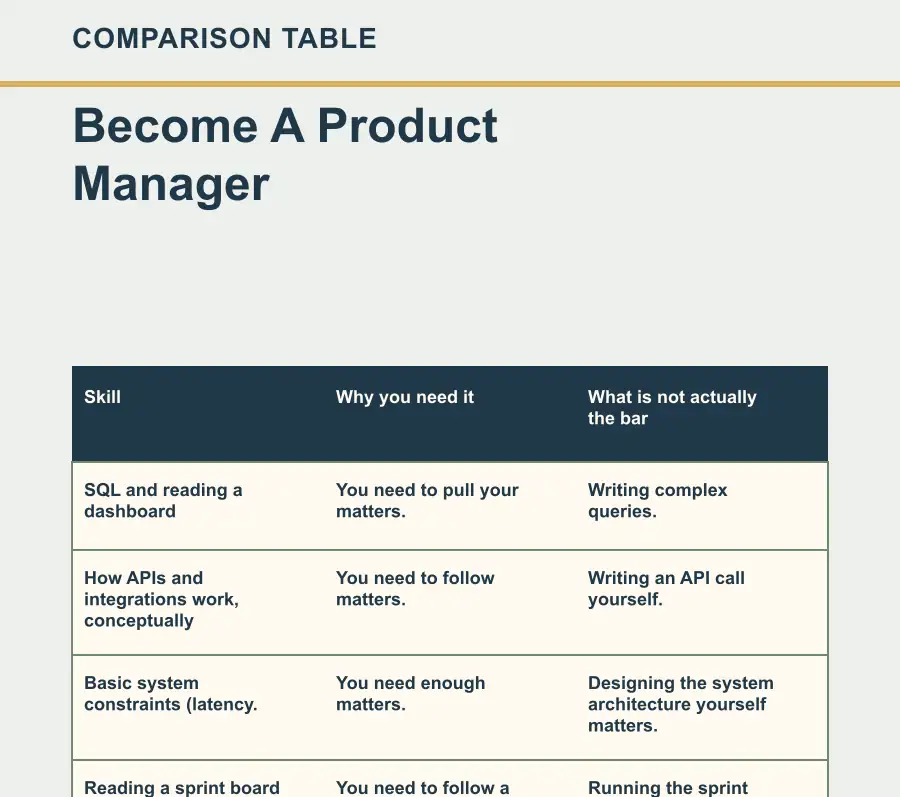 COMPARISON TABLE
Become A Product
Manager
Skill
Why you need it
What is not actually
the bar
SQL and reading a
dashboard
You need to pull your
matters.
Writing complex
queries.
How APIs and
integrations work,
conceptually
You need to follow
matters.
Writing an API call
yourself.
Basic system
constraints (latency.
You need enough
matters.
Designing the system
architecture yourself
matters.
Reading a sprint board
You need to follow a
Running the sprint